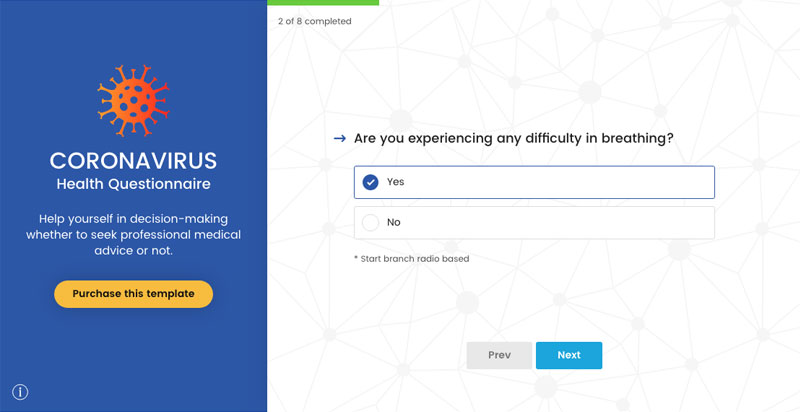 CORONAVIRUS
Health Questionnaire
Help yourself in decision-making
whether to seek professional medical
advice or not.
Purchase this template
i
2 of 8 completed
→ Are you experiencing any difficulty in breathing?
Yes
No
* Start branch radio based
Prev
Next